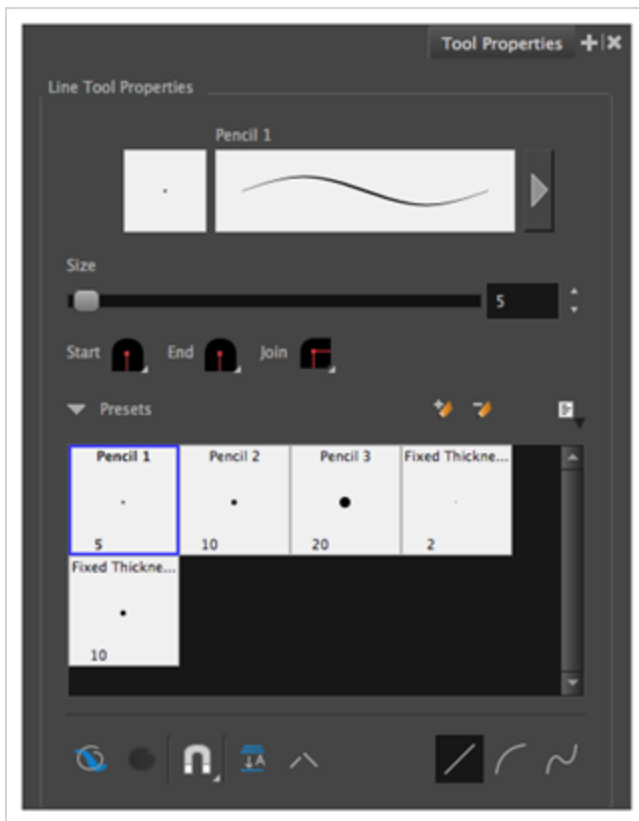 Tool Properties
Line Tool Properties
Pencil 1
Size
5
Start End Join
Presets
Pencil 1 Pencil 2 Pencil 3 Fixed Thickne...
5 10 20 2
Fixed Thickne...
10
A